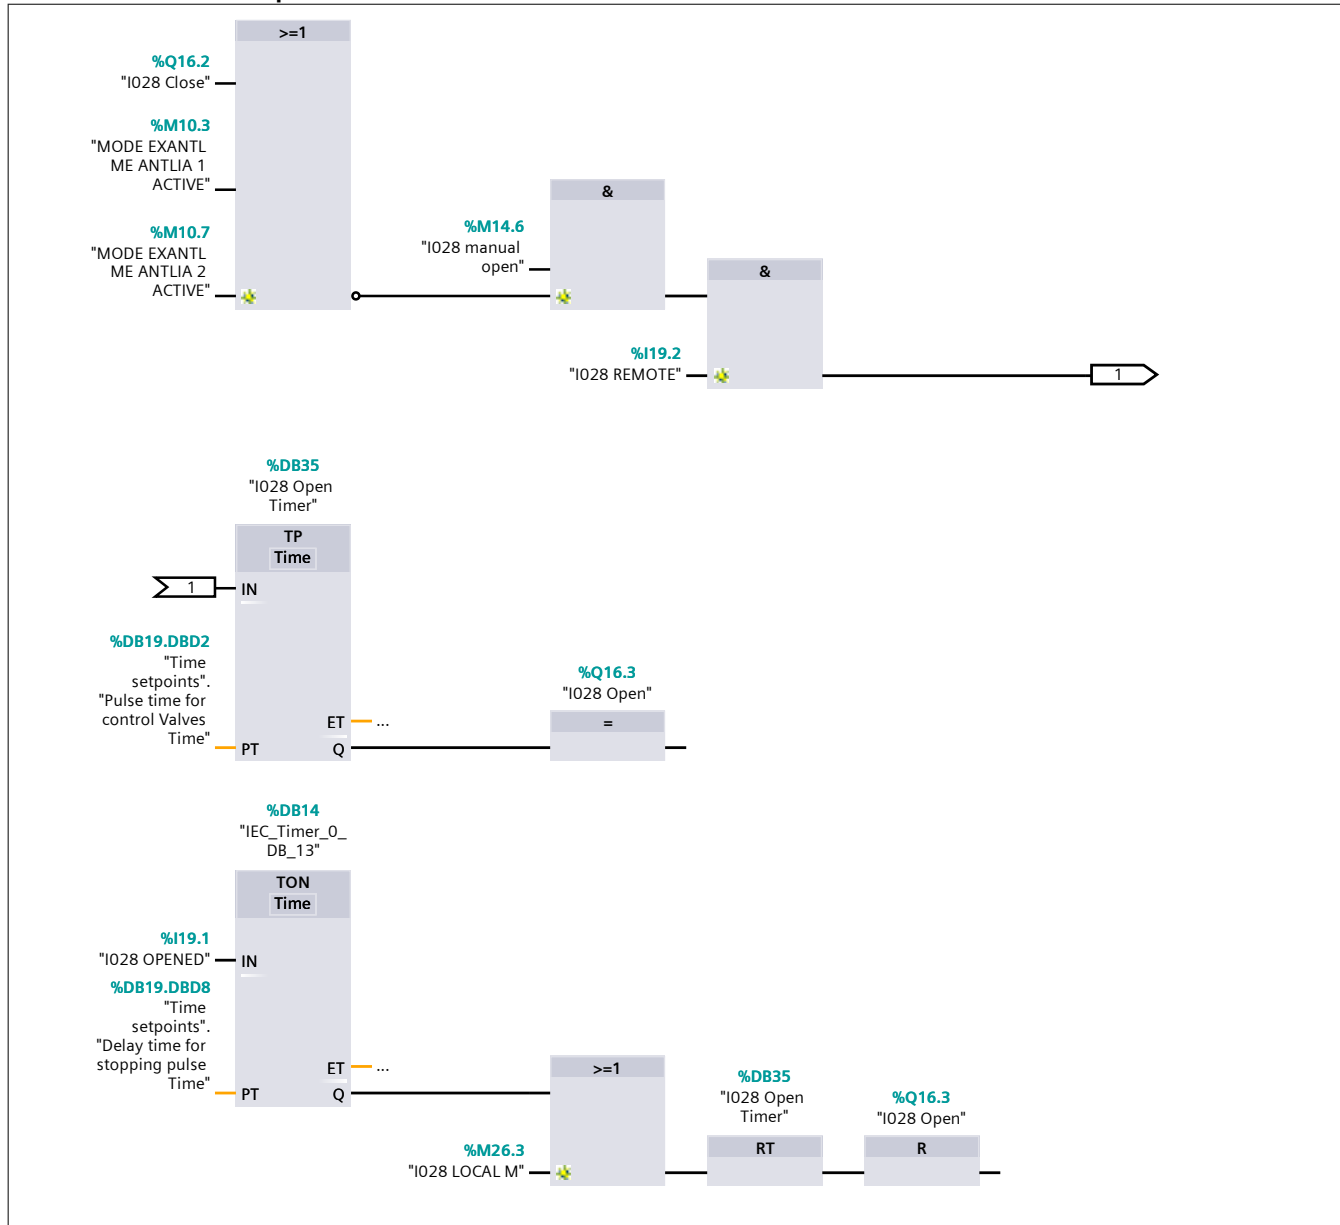 >=1
%Q16.2
"I028 Close"
%M10.3
"MODE EXANTL
ME ANTLIA 1
ACTIVE"
%M10.7
"MODE EXANTL
ME ANTLIA 2
ACTIVE"
&
%M14.6
"I028 manual
open"
&
%I19.2
"I028 REMOTE"
1
%DB35
"I028 Open
Timer"
TP
Time
1
IN
%DB19.DBD2
"Time
setpoints".
"Pulse time for
control Valves
Time"
PT
ET
...
Q
%Q16.3
"I028 Open"
=
%DB14
"IEC_Timer_0_
DB_13"
TON
Time
%I19.1
"I028 OPENED"
IN
%DB19.DBD8
"Time
setpoints".
"Delay time for
stopping pulse
Time"
PT
ET
...
Q
>=1
%M26.3
"I028 LOCAL M"
%DB35
"I028 Open
Timer"
RT
%Q16.3
"I028 Open"
R